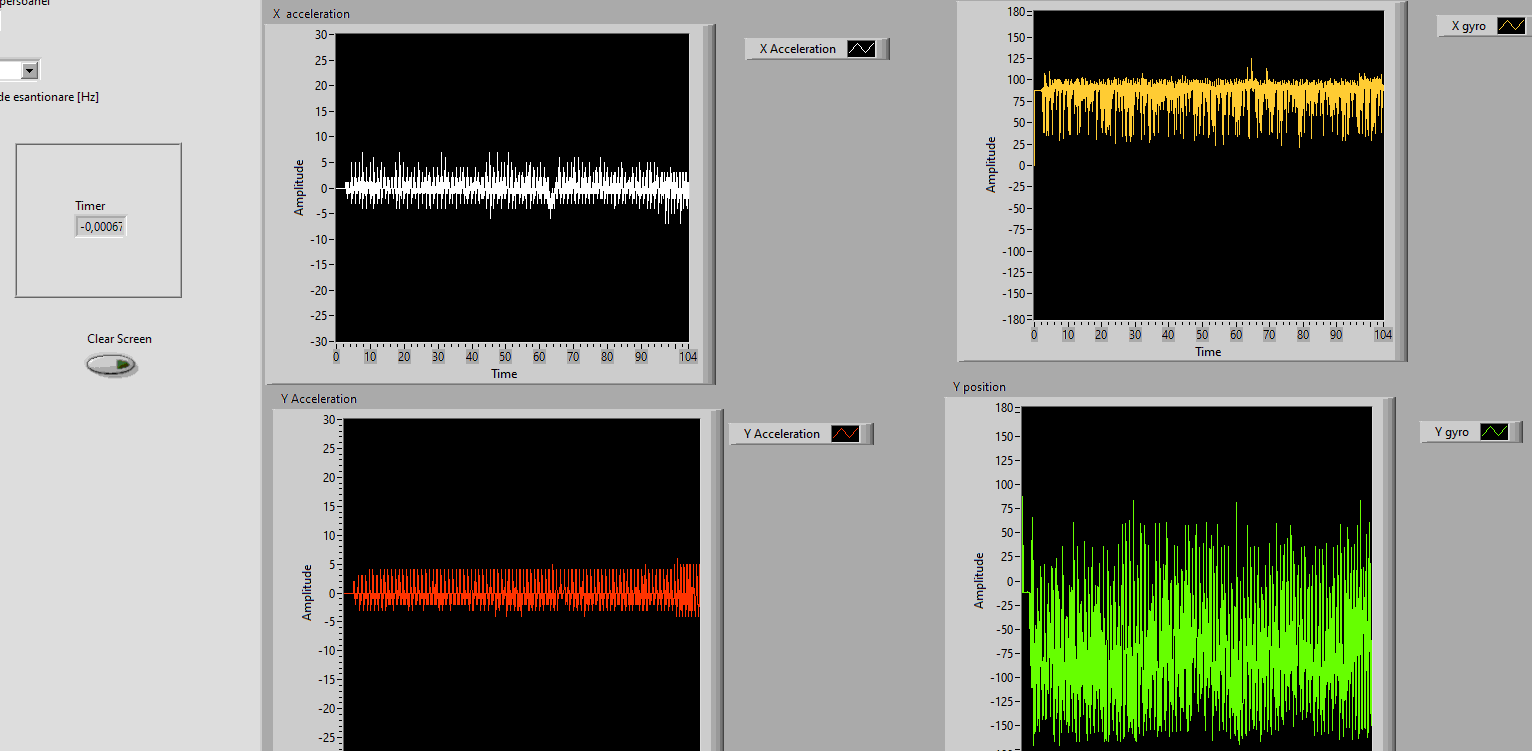 persoanel
de esantionare [Hz]
Timer
-0,00067
Clear Screen
X acceleration
X Acceleration
Amplitude
30
25
20
15
10
5
0
-5
-10
-15
-20
-25
-30
0 10 20 30 40 50 60 70 80 90 104
Time
X gyro
Amplitude
180
150
125
100
75
50
25
0
-25
-50
-75
-100
-125
-150
-180
0 10 20 30 40 50 60 70 80 90 104
Time
Y Acceleration
Y Acceleration
Amplitude
30
25
20
15
10
5
0
-5
-10
-15
-20
-25
Y position
Y gyro
Amplitude
180
150
125
100
75
50
25
0
-25
-50
-75
-100
-125
-150